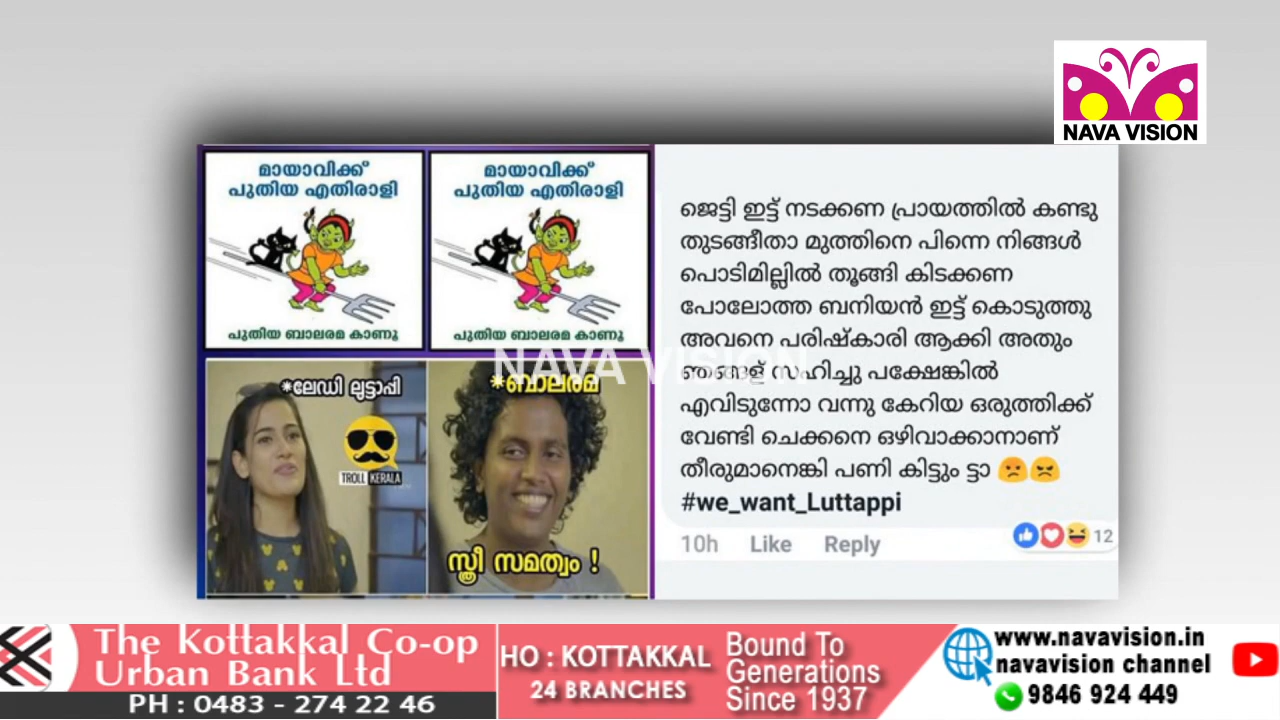 NAVA VISION
മായാവിക്ക്
പുതിയ എതിരാളി
പുതിയ ബാലരമ കാണൂ
മായാവിക്ക്
പുതിയ എതിരാളി
പുതിയ ബാലരമ കാണൂ
*ലേഡി ലുട്ടാപ്പി
TROLL KERALA
*ബാലരമ
സ്ത്രീ സമത്വം !
NAVA VISION
ജെട്ടി ഇട്ട് നടക്കണ പ്രായത്തിൽ കണ്ടു
തുടങ്ങീതാ മുത്തിനെ പിന്നെ നിങ്ങൾ
പൊടിമില്ലിൽ തൂങ്ങി കിടക്കണ
പോലോത്ത ബനിയൻ ഇട്ട് കൊടുത്തു
അവനെ പരിഷ്കാരി ആക്കി അതും
ഞങ്ങള് സഹിച്ചു പക്ഷേങ്കിൽ
എവിടുന്നോ വന്നു കേറിയ ഒരുത്തിക്ക്
വേണ്ടി ചെക്കനെ ഒഴിവാക്കാനാണ്
തീരുമാനെങ്കി പണി കിട്ടും ട്ടാ 😡😠
#we_want_Luttappi
10h Like Reply 12
The Kottakkal Co-op
Urban Bank Ltd
PH : 0483 - 274 22 46
HO : KOTTAKKAL
24 BRANCHES
Bound To
Generations
Since 1937
www.navavision.in
navavision channel
9846 924 449